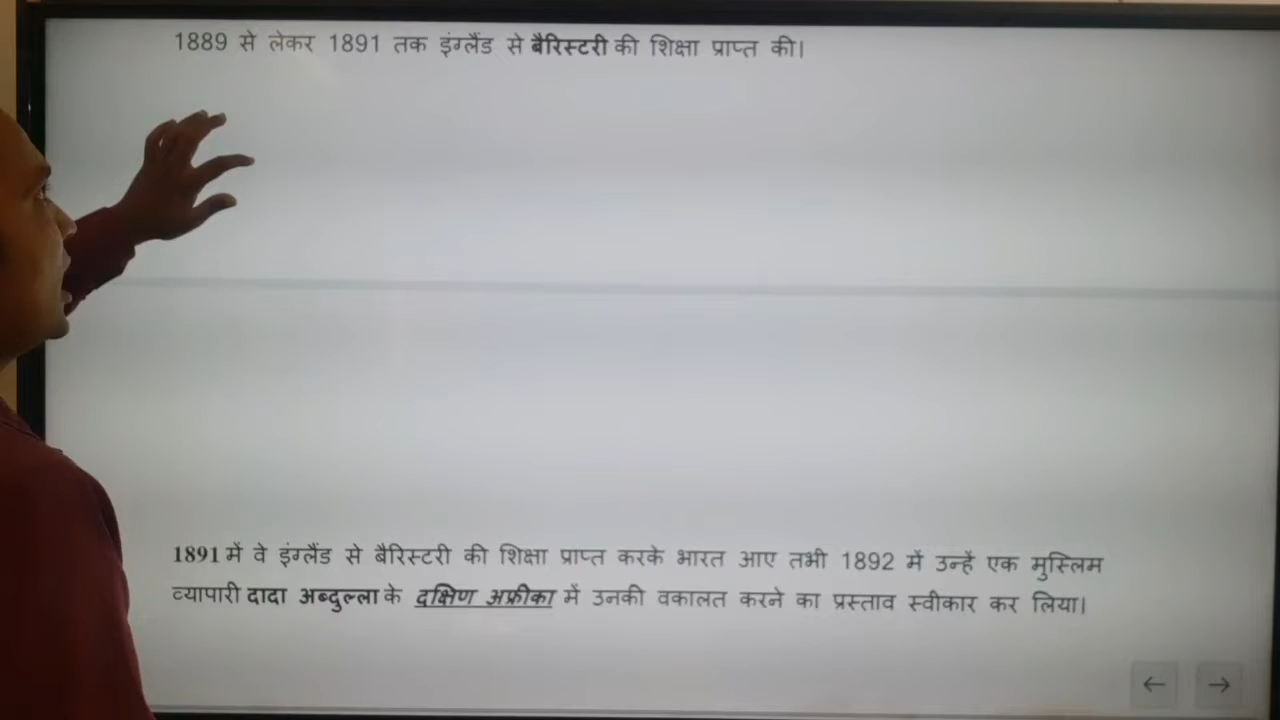 1889 से लेकर 1891 तक इंग्लैंड से बैरिस्टरी की शिक्षा प्राप्त की।
1891 में वे इंग्लैंड से बैरिस्टरी की शिक्षा प्राप्त करके भारत आए तभी 1892 में उन्हें एक मुस्लिम
व्यापारी दादा अब्दुल्ला के दक्षिण अफ्रीका में उनकी वकालत करने का प्रस्ताव स्वीकार कर लिया।